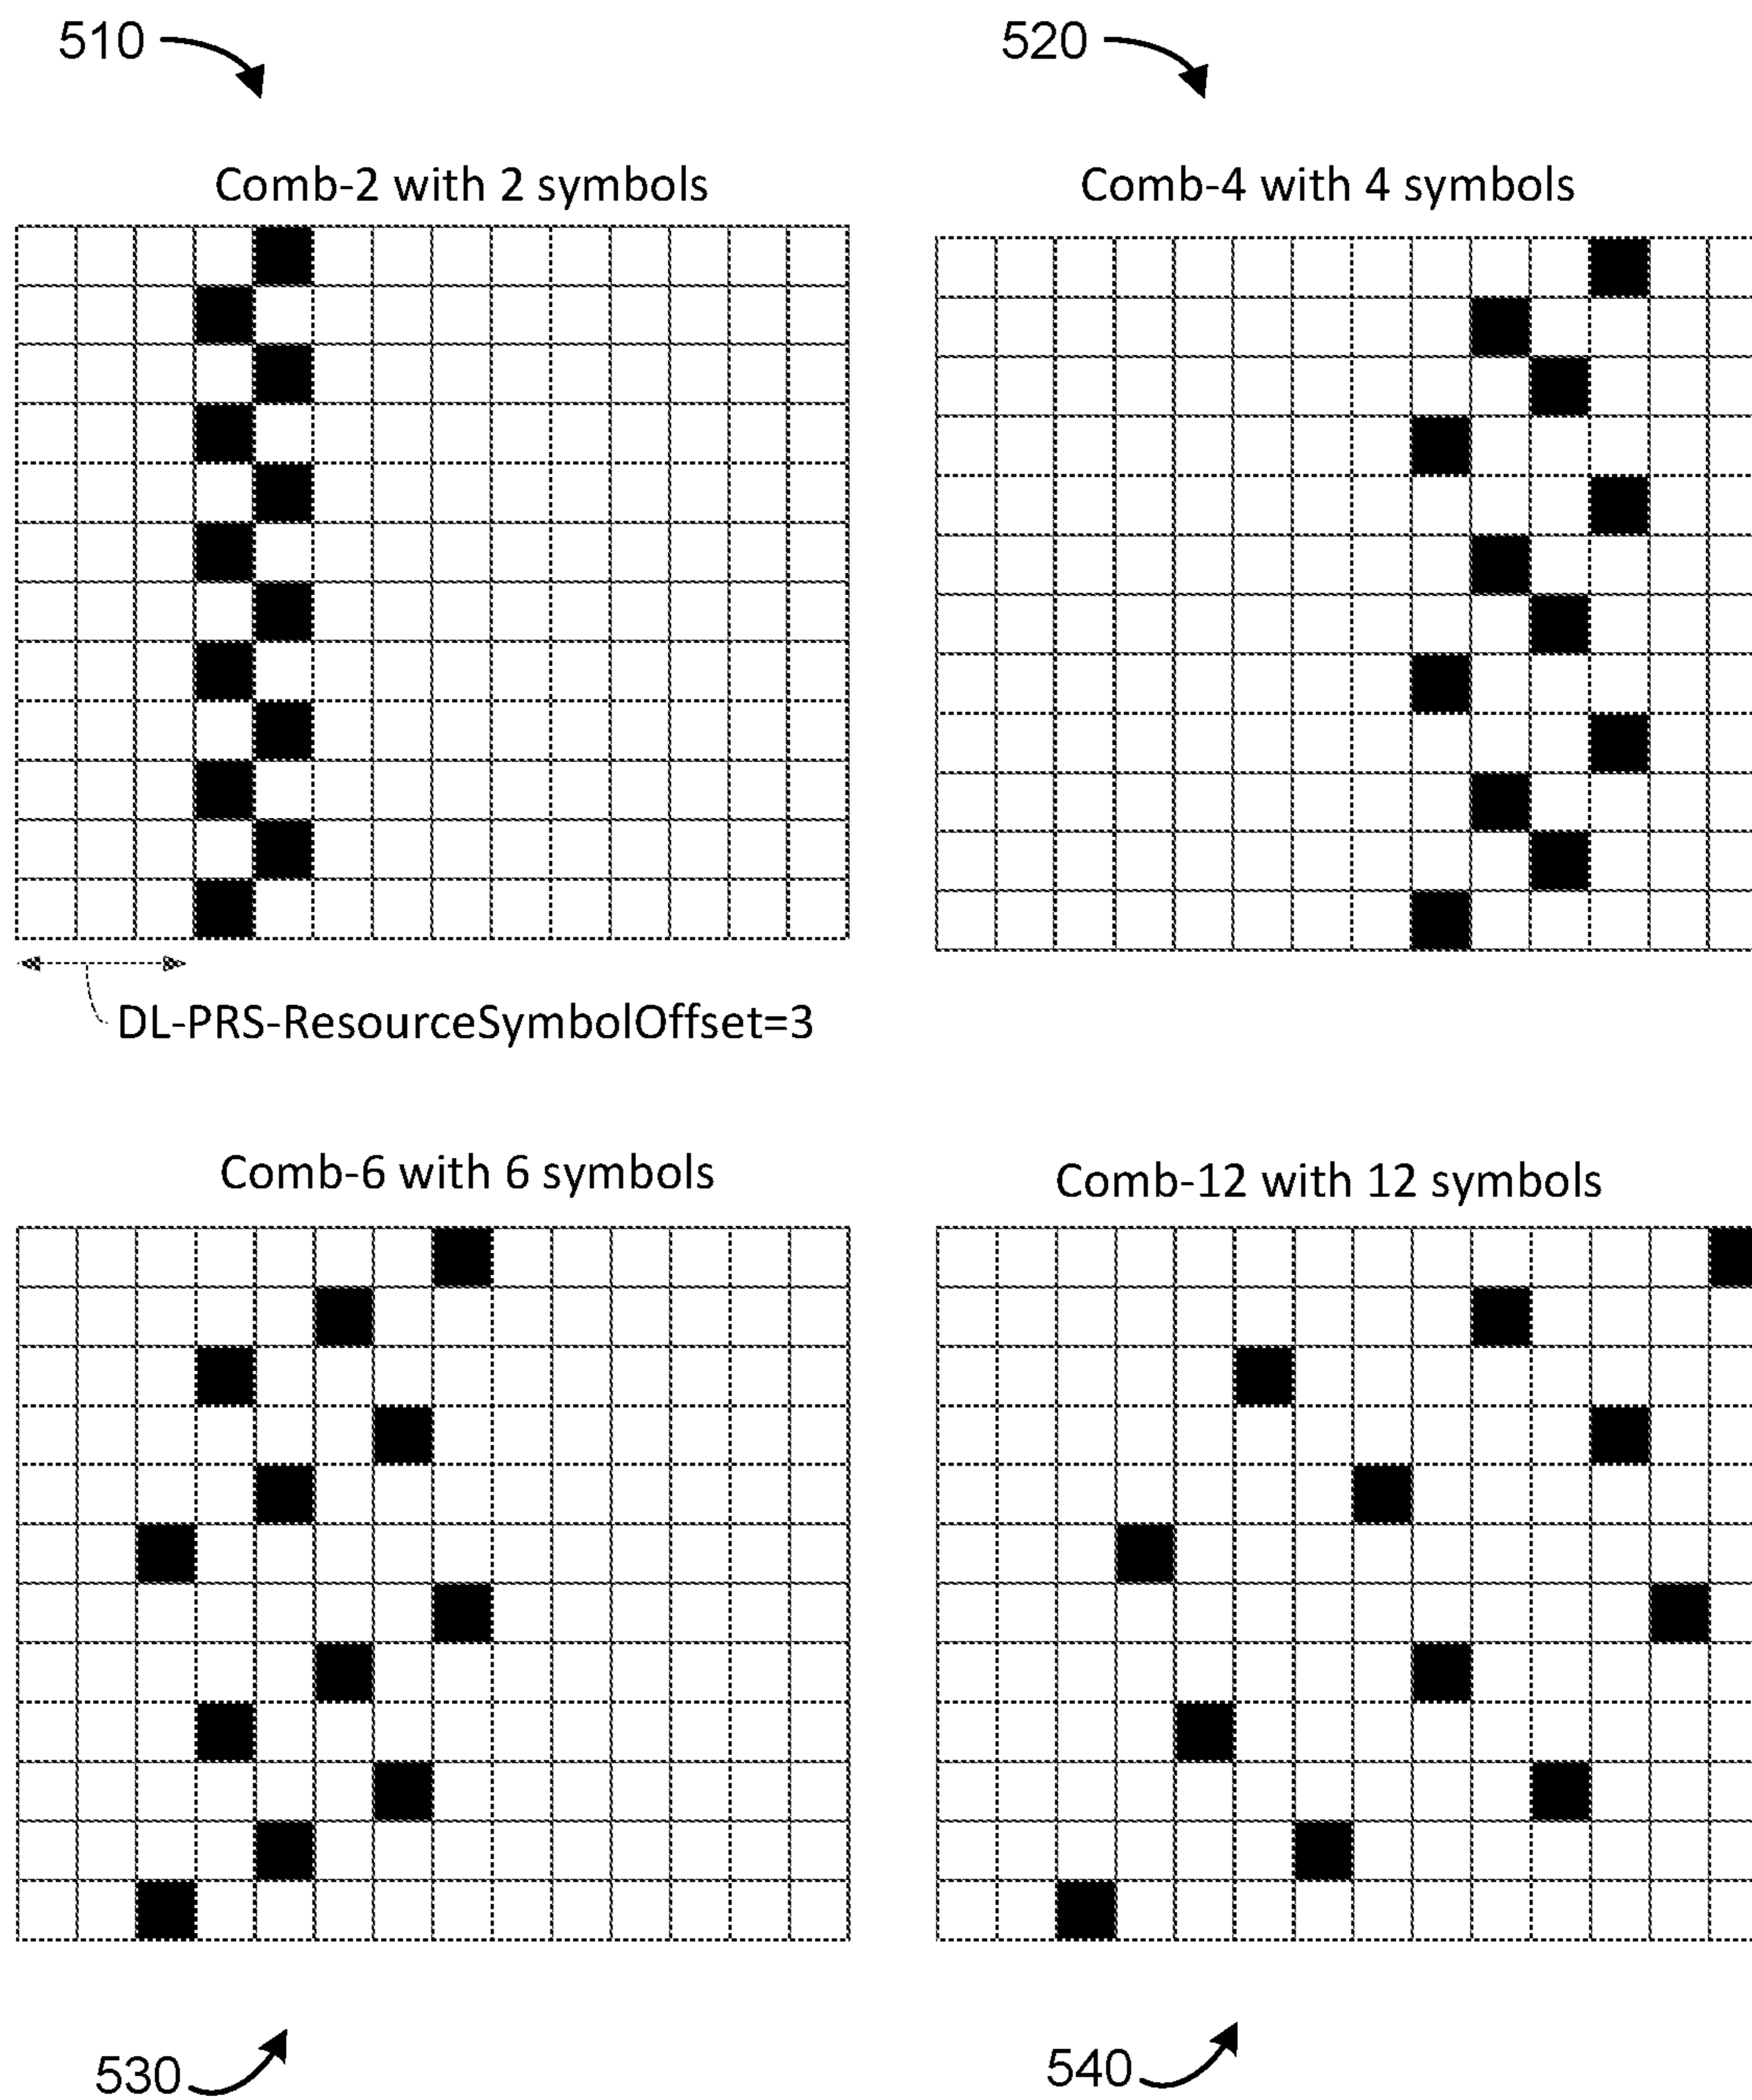 510
520
Comb-2 with 2 symbols
Comb-4 with 4 symbols
DL-PRS-ResourceSymbolOffset=3
Comb-6 with 6 symbols
Comb-12 with 12 symbols
530
540